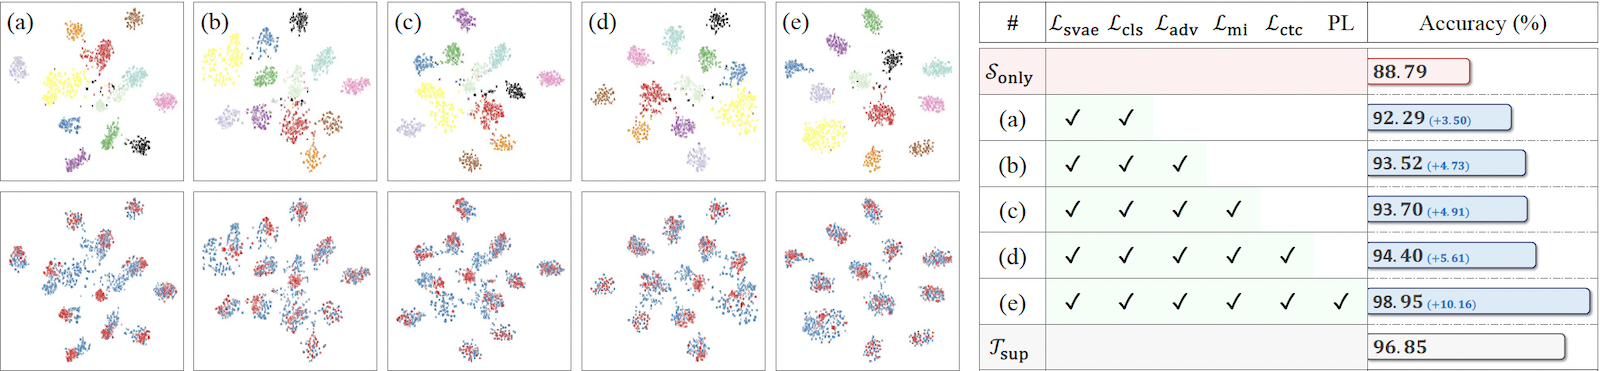 (a) (b) (c) (d) (e)
# ℒsvae ℒcls ℒadv ℒmi ℒctc PL Accuracy (%)
𝒮only 88.79
(a) ✓ ✓ 92.29 (+3.50)
(b) ✓ ✓ ✓ 93.52 (+4.73)
(c) ✓ ✓ ✓ ✓ 93.70 (+4.91)
(d) ✓ ✓ ✓ ✓ ✓ 94.40 (+5.61)
(e) ✓ ✓ ✓ ✓ ✓ ✓ 98.95 (+10.16)
𝒯sup 96.85